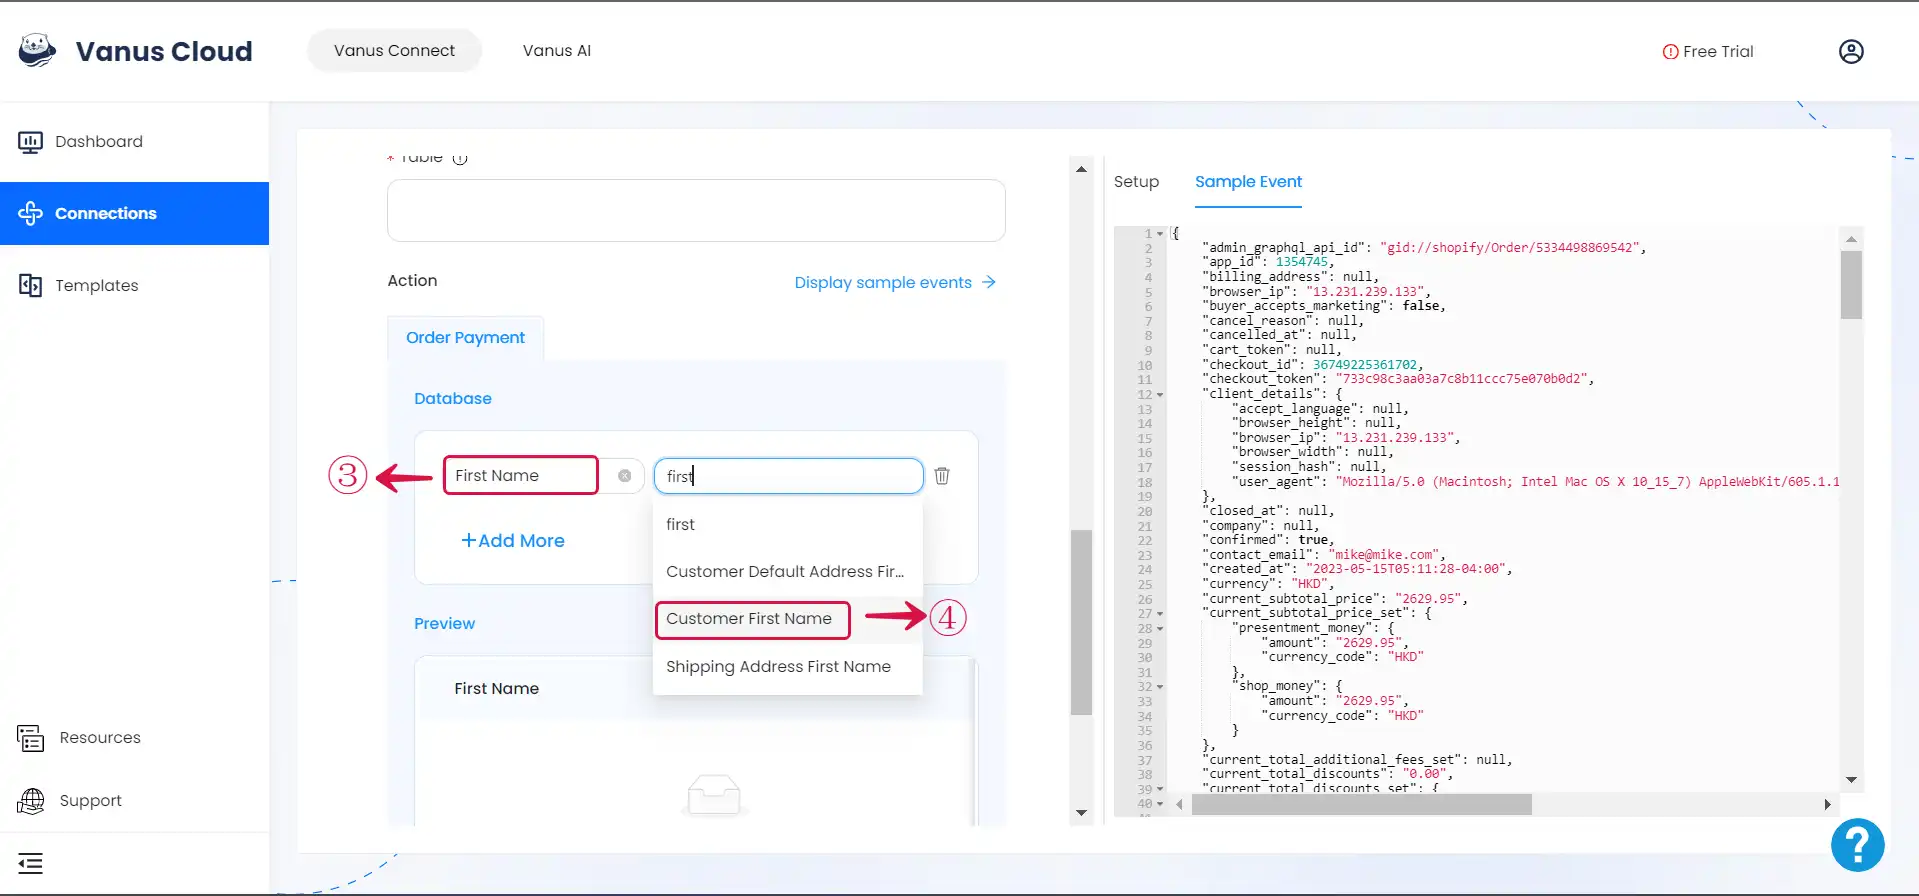 Vanus Cloud
Vanus Connect
Vanus AI
Free Trial
Dashboard
Connections
Templates
Resources
Support
* Table
Action
Display sample events →
Order Payment
Database
③
First Name
first
+Add More
first
Customer Default Address Fir...
Customer First Name
④
Shipping Address First Name
Preview
First Name
Setup
Sample Event
1 {
2 "admin_graphql_api_id": "gid://shopify/Order/5334498869542",
3 "app_id": 1354745,
4 "billing_address": null,
5 "browser_ip": "13.231.239.133",
6 "buyer_accepts_marketing": false,
7 "cancel_reason": null,
8 "cancelled_at": null,
9 "cart_token": null,
10 "checkout_id": 36749225361702,
11 "checkout_token": "733c98c3aa03a7c8b11ccc75e070b0d2",
12 "client_details": {
13 "accept_language": null,
14 "browser_height": null,
15 "browser_ip": "13.231.239.133",
16 "browser_width": null,
17 "session_hash": null,
18 "user_agent": "Mozilla/5.0 (Macintosh; Intel Mac OS X 10_15_7) AppleWebKit/605.1.1
19 },
20 "closed_at": null,
21 "company": null,
22 "confirmed": true,
23 "contact_email": "mike@mike.com",
24 "created_at": "2023-05-15T05:11:28-04:00",
25 "currency": "HKD",
26 "current_subtotal_price": "2629.95",
27 "current_subtotal_price_set": {
28 "presentment_money": {
29 "amount": "2629.95",
30 "currency_code": "HKD"
31 },
32 "shop_money": {
33 "amount": "2629.95",
34 "currency_code": "HKD"
35 }
36 },
37 "current_total_additional_fees_set": null,
38 "current_total_discounts": "0.00",
39 "current_total_discounts_set": {
40
?